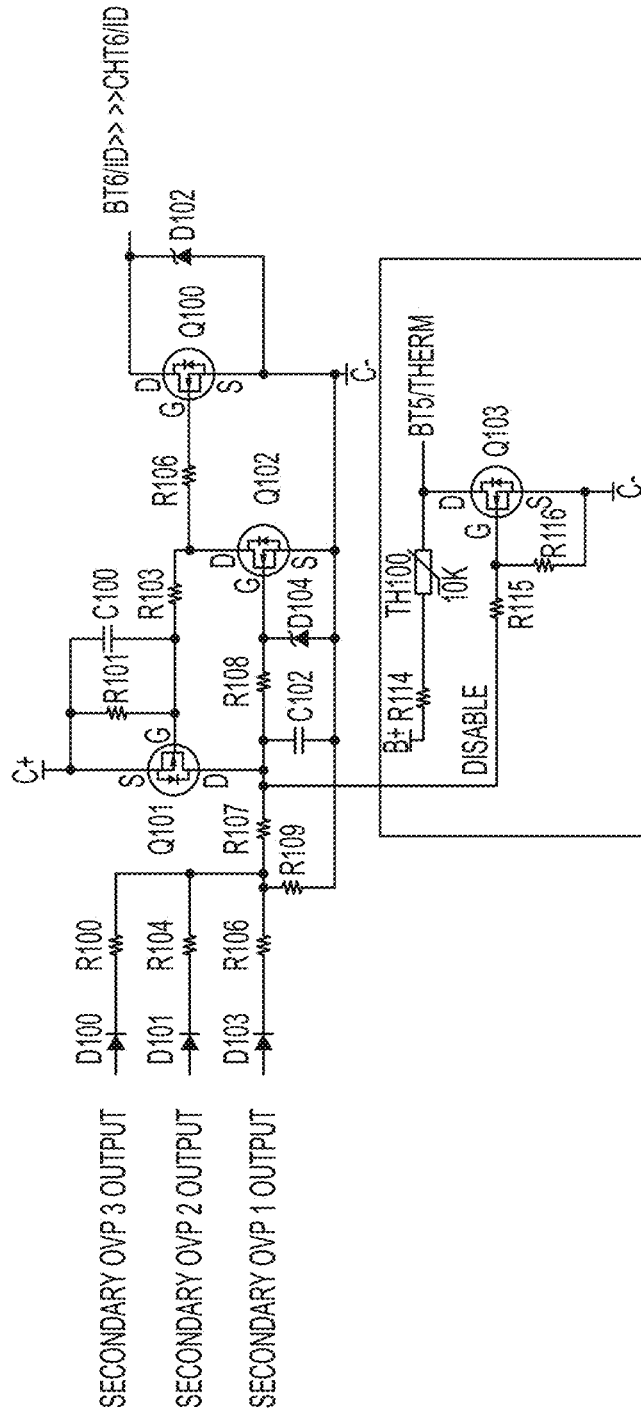 SECONDARY OVP 3 OUTPUT
SECONDARY OVP 2 OUTPUT
SECONDARY OVP 1 OUTPUT
D100
D101
D103
R100
R104
R106
R107
R109
C+
S
G
D
Q101
R101
C100
R103
R108
C102
D104
D
G
S
Q102
R106
D
G
S
Q100
D102
BT6/ID>> >>CHT6/ID
C-
DISABLE
B+
R114
TH100
10K
BT5/THERM
D
G
S
Q103
R115
R116
C-